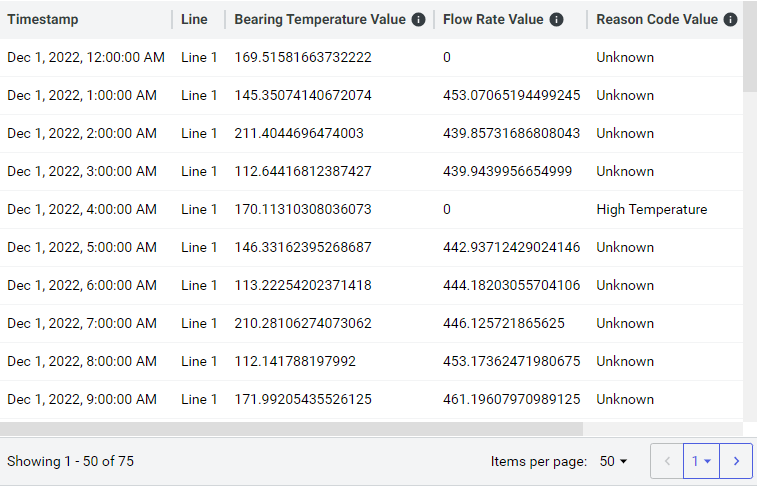 Timestamp Line Bearing Temperature Value Flow Rate Value Reason Code Value
Dec 1, 2022, 12:00:00 AM Line 1 169.51581663732222 0 Unknown
Dec 1, 2022, 1:00:00 AM Line 1 145.35074140672074 453.07065194499245 Unknown
Dec 1, 2022, 2:00:00 AM Line 1 211.4044696474003 439.85731686808043 Unknown
Dec 1, 2022, 3:00:00 AM Line 1 112.64416812387427 439.9439956654999 Unknown
Dec 1, 2022, 4:00:00 AM Line 1 170.11310308036073 0 High Temperature
Dec 1, 2022, 5:00:00 AM Line 1 146.33162395268687 442.93712429024146 Unknown
Dec 1, 2022, 6:00:00 AM Line 1 113.22254202371418 444.18203055704106 Unknown
Dec 1, 2022, 7:00:00 AM Line 1 210.28106274073062 446.125721865625 Unknown
Dec 1, 2022, 8:00:00 AM Line 1 112.141788197992 453.17362471980675 Unknown
Dec 1, 2022, 9:00:00 AM Line 1 171.99205435526125 461.19607970989125 Unknown
Showing 1 - 50 of 75 Items per page: 50 1